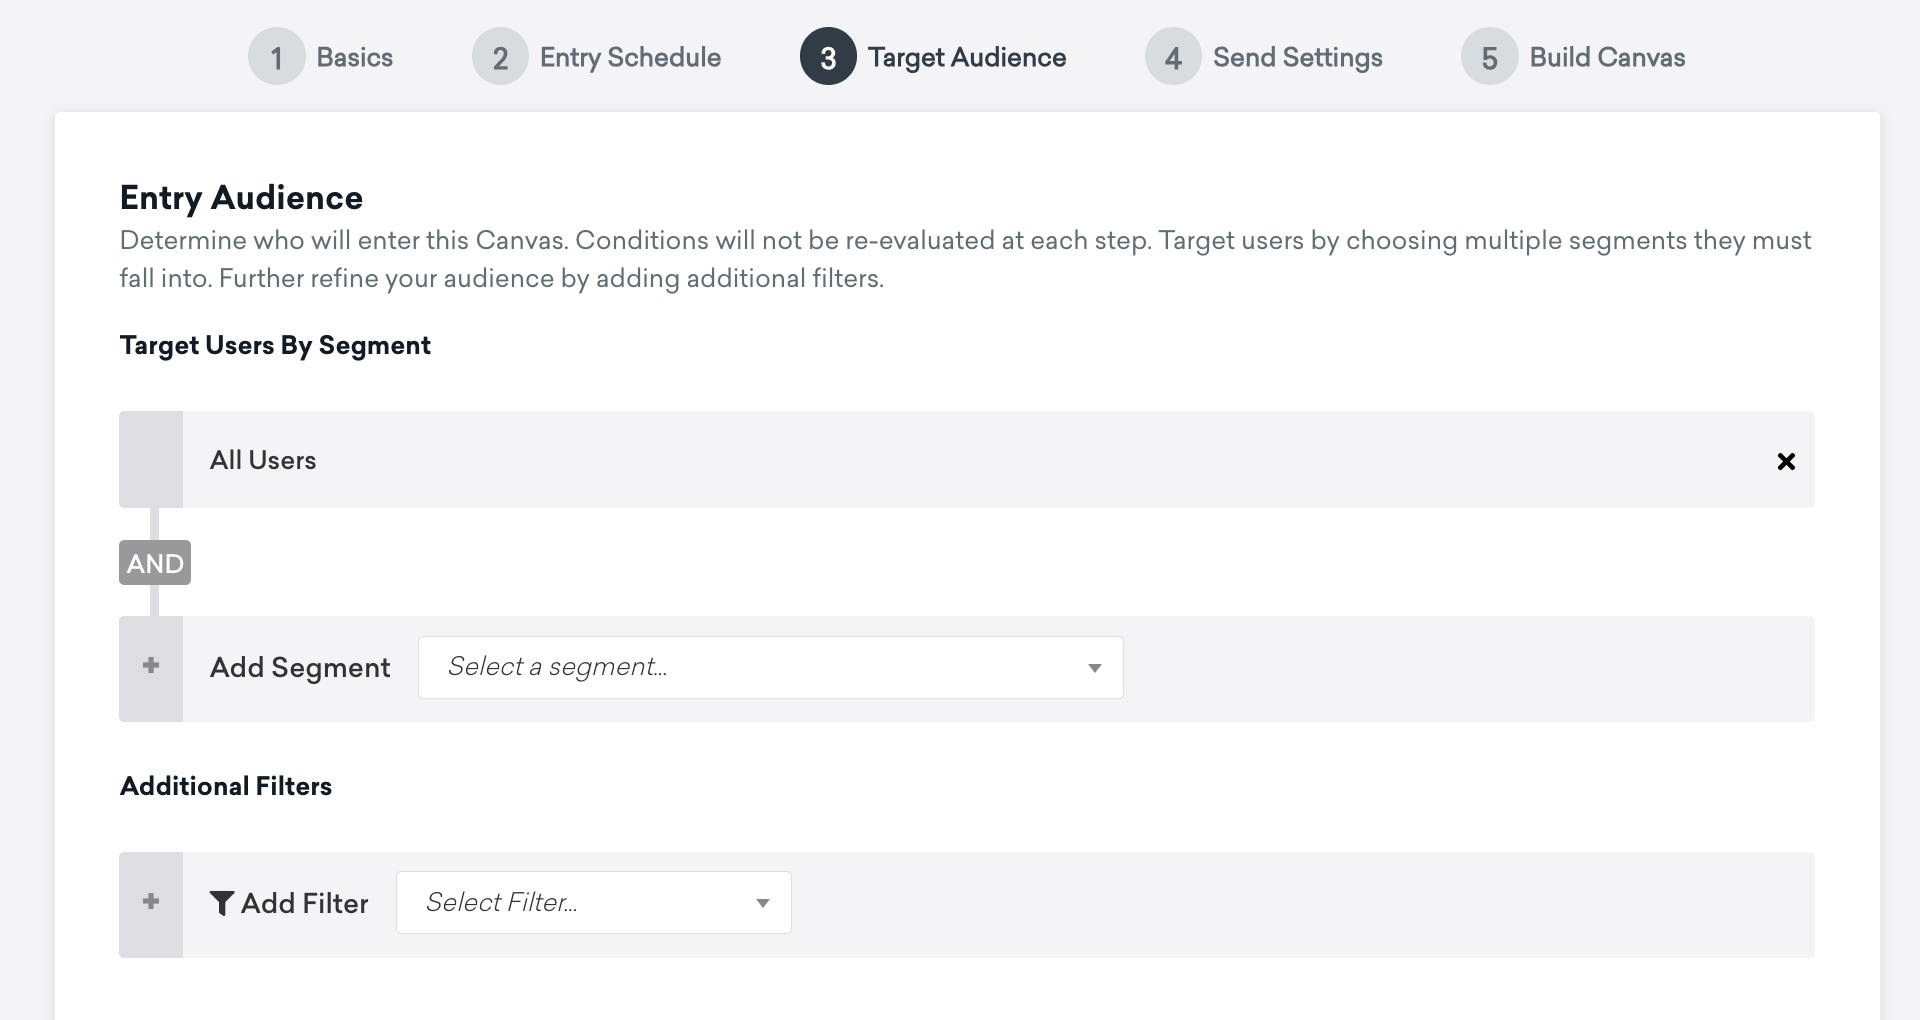 1 Basics 2 Entry Schedule 3 Target Audience 4 Send Settings 5 Build Canvas
Entry Audience
Determine who will enter this Canvas. Conditions will not be re-evaluated at each step. Target users by choosing multiple segments they must
fall into. Further refine your audience by adding additional filters.
Target Users By Segment
All Users
AND
Add Segment Select a segment...
Additional Filters
Add Filter Select Filter...